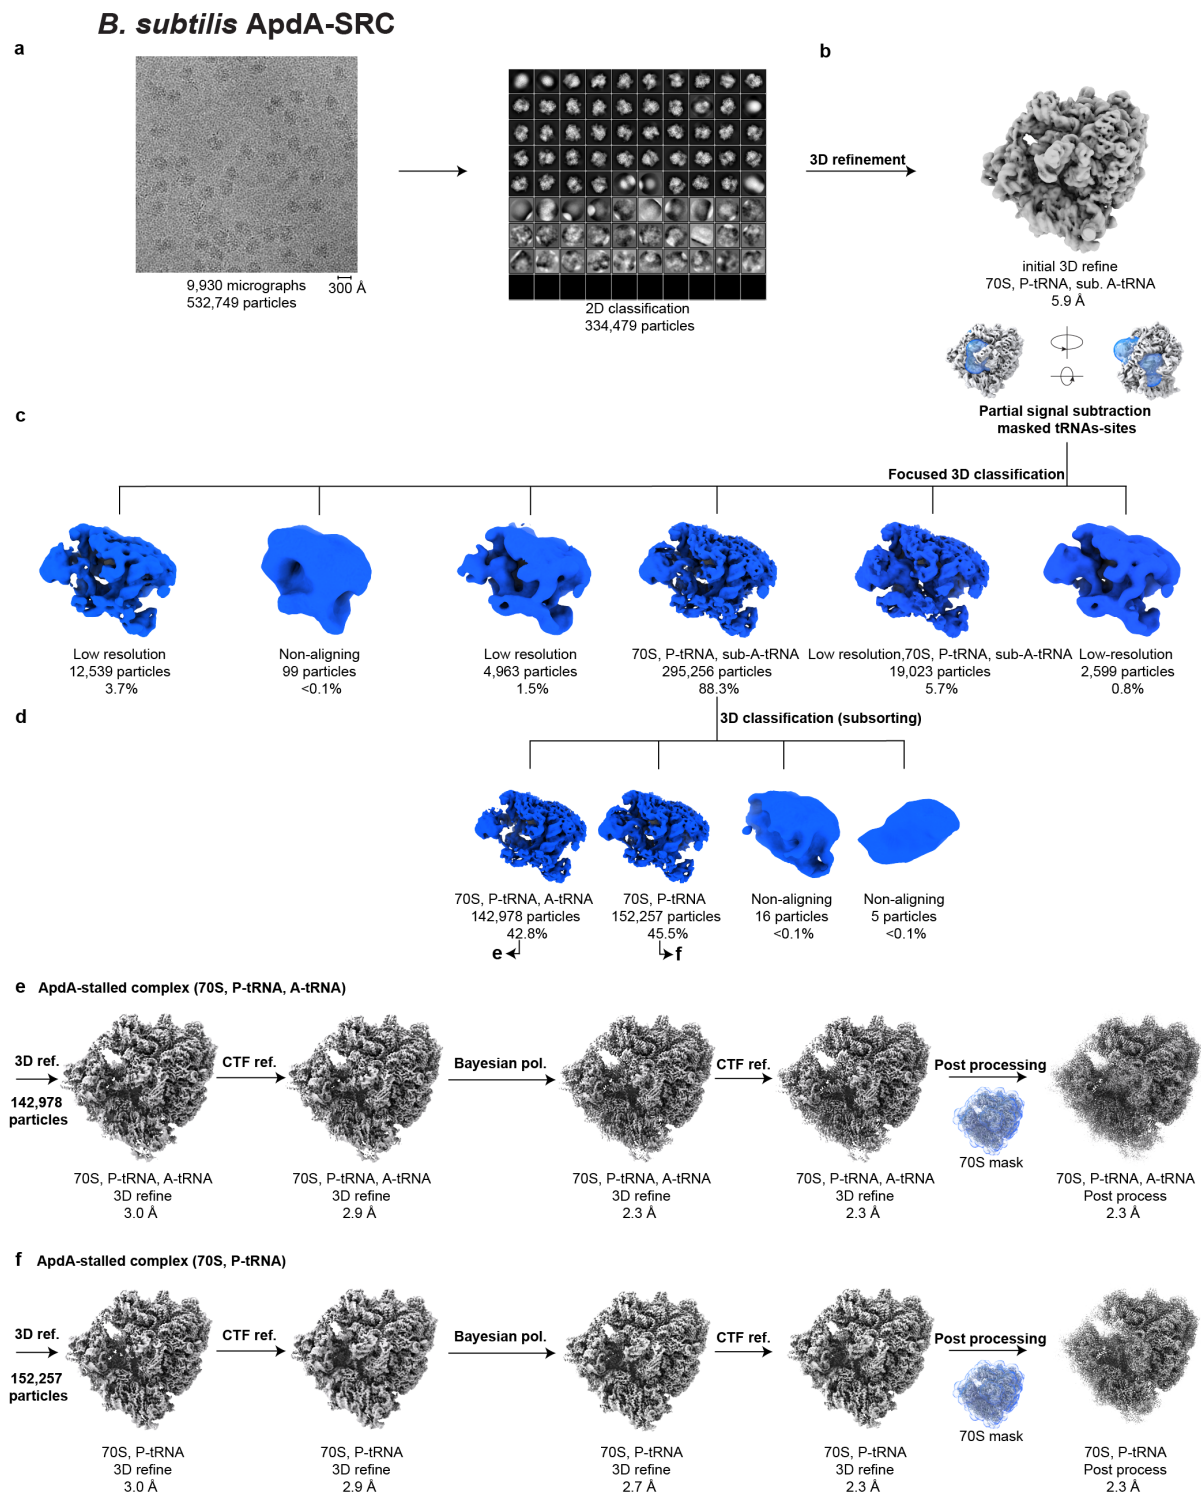 B. subtilis ApdA-SRC
a
9,930 micrographs
532,749 particles
300 Å
2D classification
334,479 particles
b
3D refinement
initial 3D refine
70S, P-tRNA, sub. A-tRNA
5.9 Å
Partial signal subtraction
masked tRNAs-sites
c
Focused 3D classification
Low resolution
12,539 particles
3.7%
Non-aligning
99 particles
<0.1%
Low resolution
4,963 particles
1.5%
70S, P-tRNA, sub-A-tRNA
295,256 particles
88.3%
Low resolution,70S, P-tRNA, sub-A-tRNA
19,023 particles
5.7%
Low-resolution
2,599 particles
0.8%
d
3D classification (subsorting)
70S, P-tRNA, A-tRNA
142,978 particles
42.8%
e
70S, P-tRNA
152,257 particles
45.5%
f
Non-aligning
16 particles
<0.1%
Non-aligning
5 particles
<0.1%
e ApdA-stalled complex (70S, P-tRNA, A-tRNA)
3D ref.
142,978
particles
CTF ref.
Bayesian pol.
CTF ref.
Post processing
70S mask
70S, P-tRNA, A-tRNA
3D refine
3.0 Å
70S, P-tRNA, A-tRNA
3D refine
2.9 Å
70S, P-tRNA, A-tRNA
3D refine
2.3 Å
70S, P-tRNA, A-tRNA
3D refine
2.3 Å
70S, P-tRNA, A-tRNA
Post process
2.3 Å
f ApdA-stalled complex (70S, P-tRNA)
3D ref.
152,257
particles
CTF ref.
Bayesian pol.
CTF ref.
Post processing
70S mask
70S, P-tRNA
3D refine
3.0 Å
70S, P-tRNA
3D refine
2.9 Å
70S, P-tRNA
3D refine
2.7 Å
70S, P-tRNA
3D refine
2.3 Å
70S, P-tRNA
Post process
2.3 Å